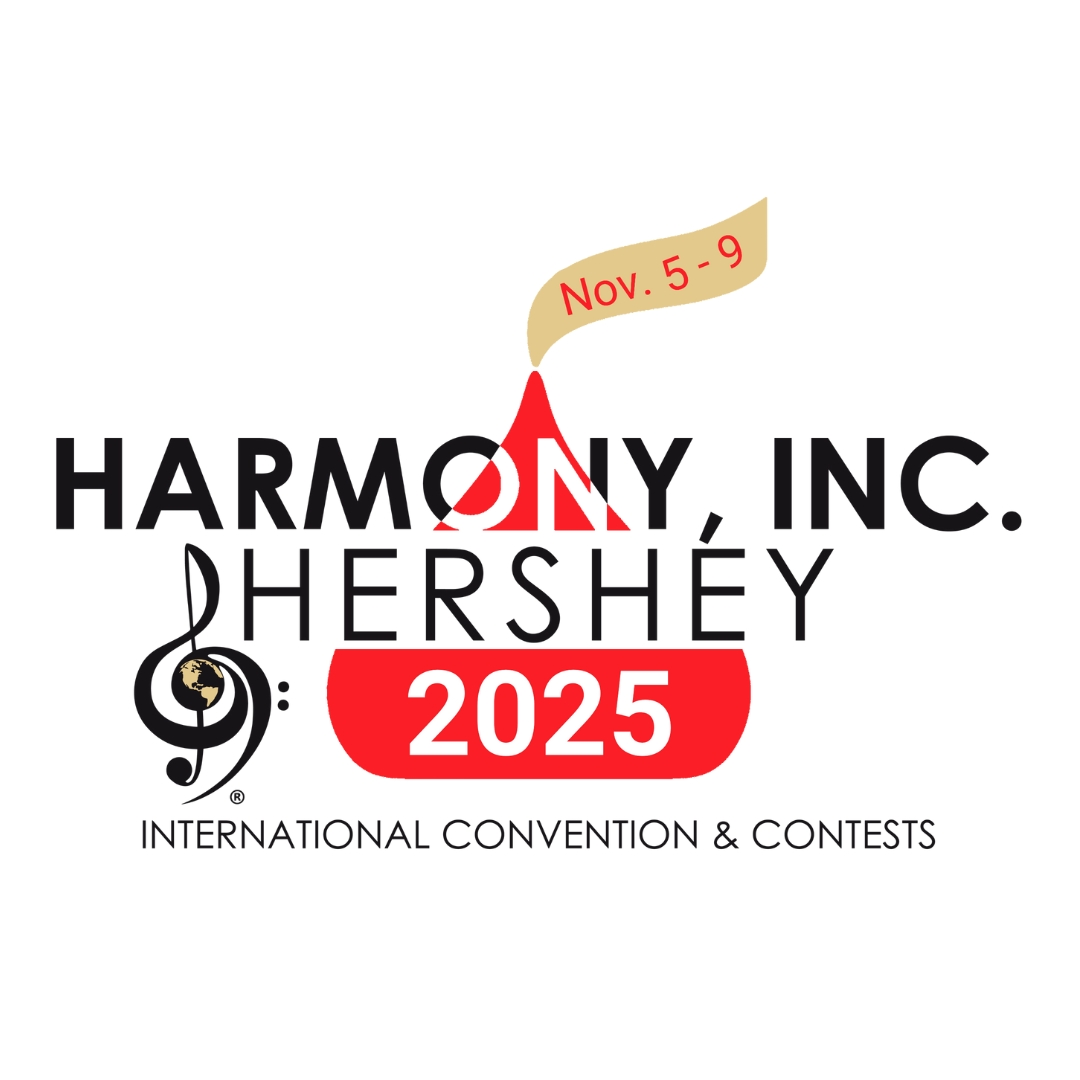 Nov. 5 - 9
HARMONY, INC.
HERSHÉY
2025
®
INTERNATIONAL CONVENTION & CONTESTS